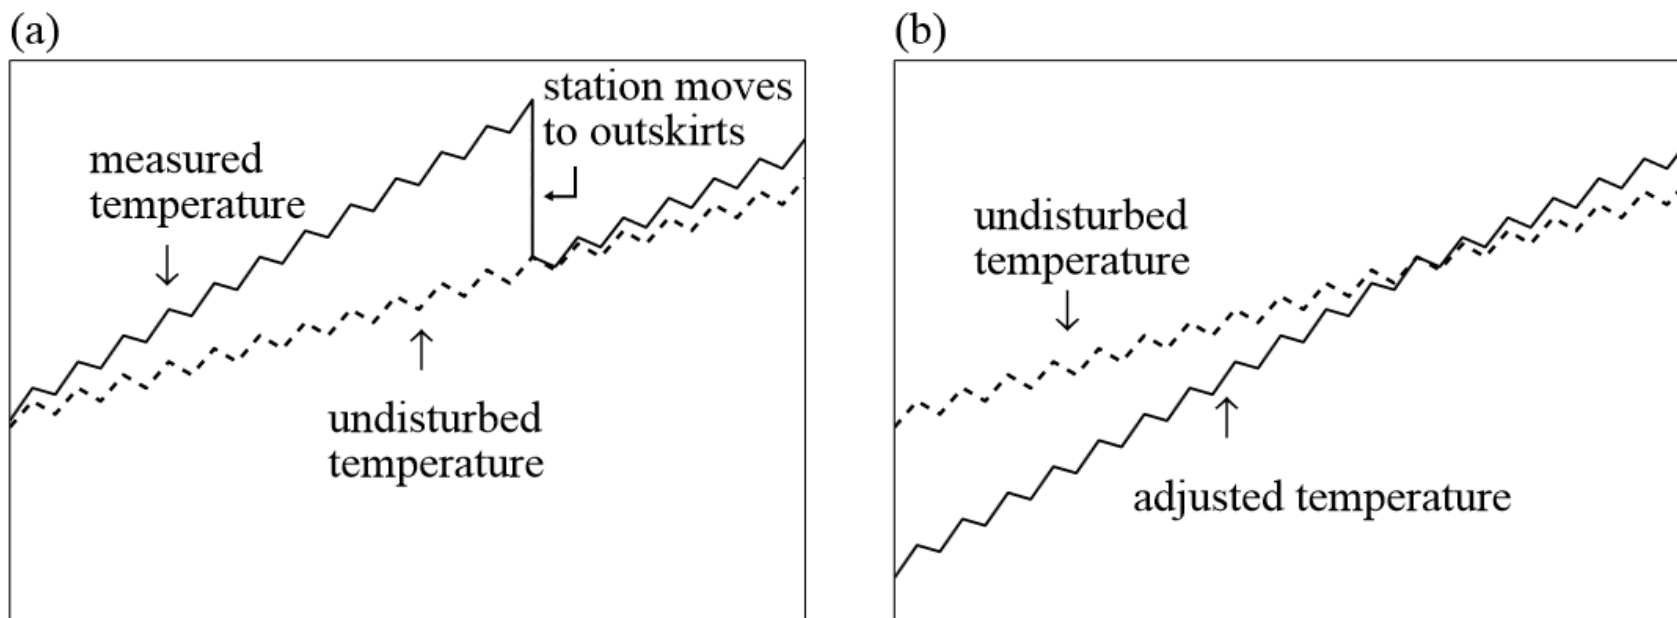 (a)
station moves
to outskirts
measured
temperature
undisturbed
temperature
(b)
undisturbed
temperature
adjusted temperature